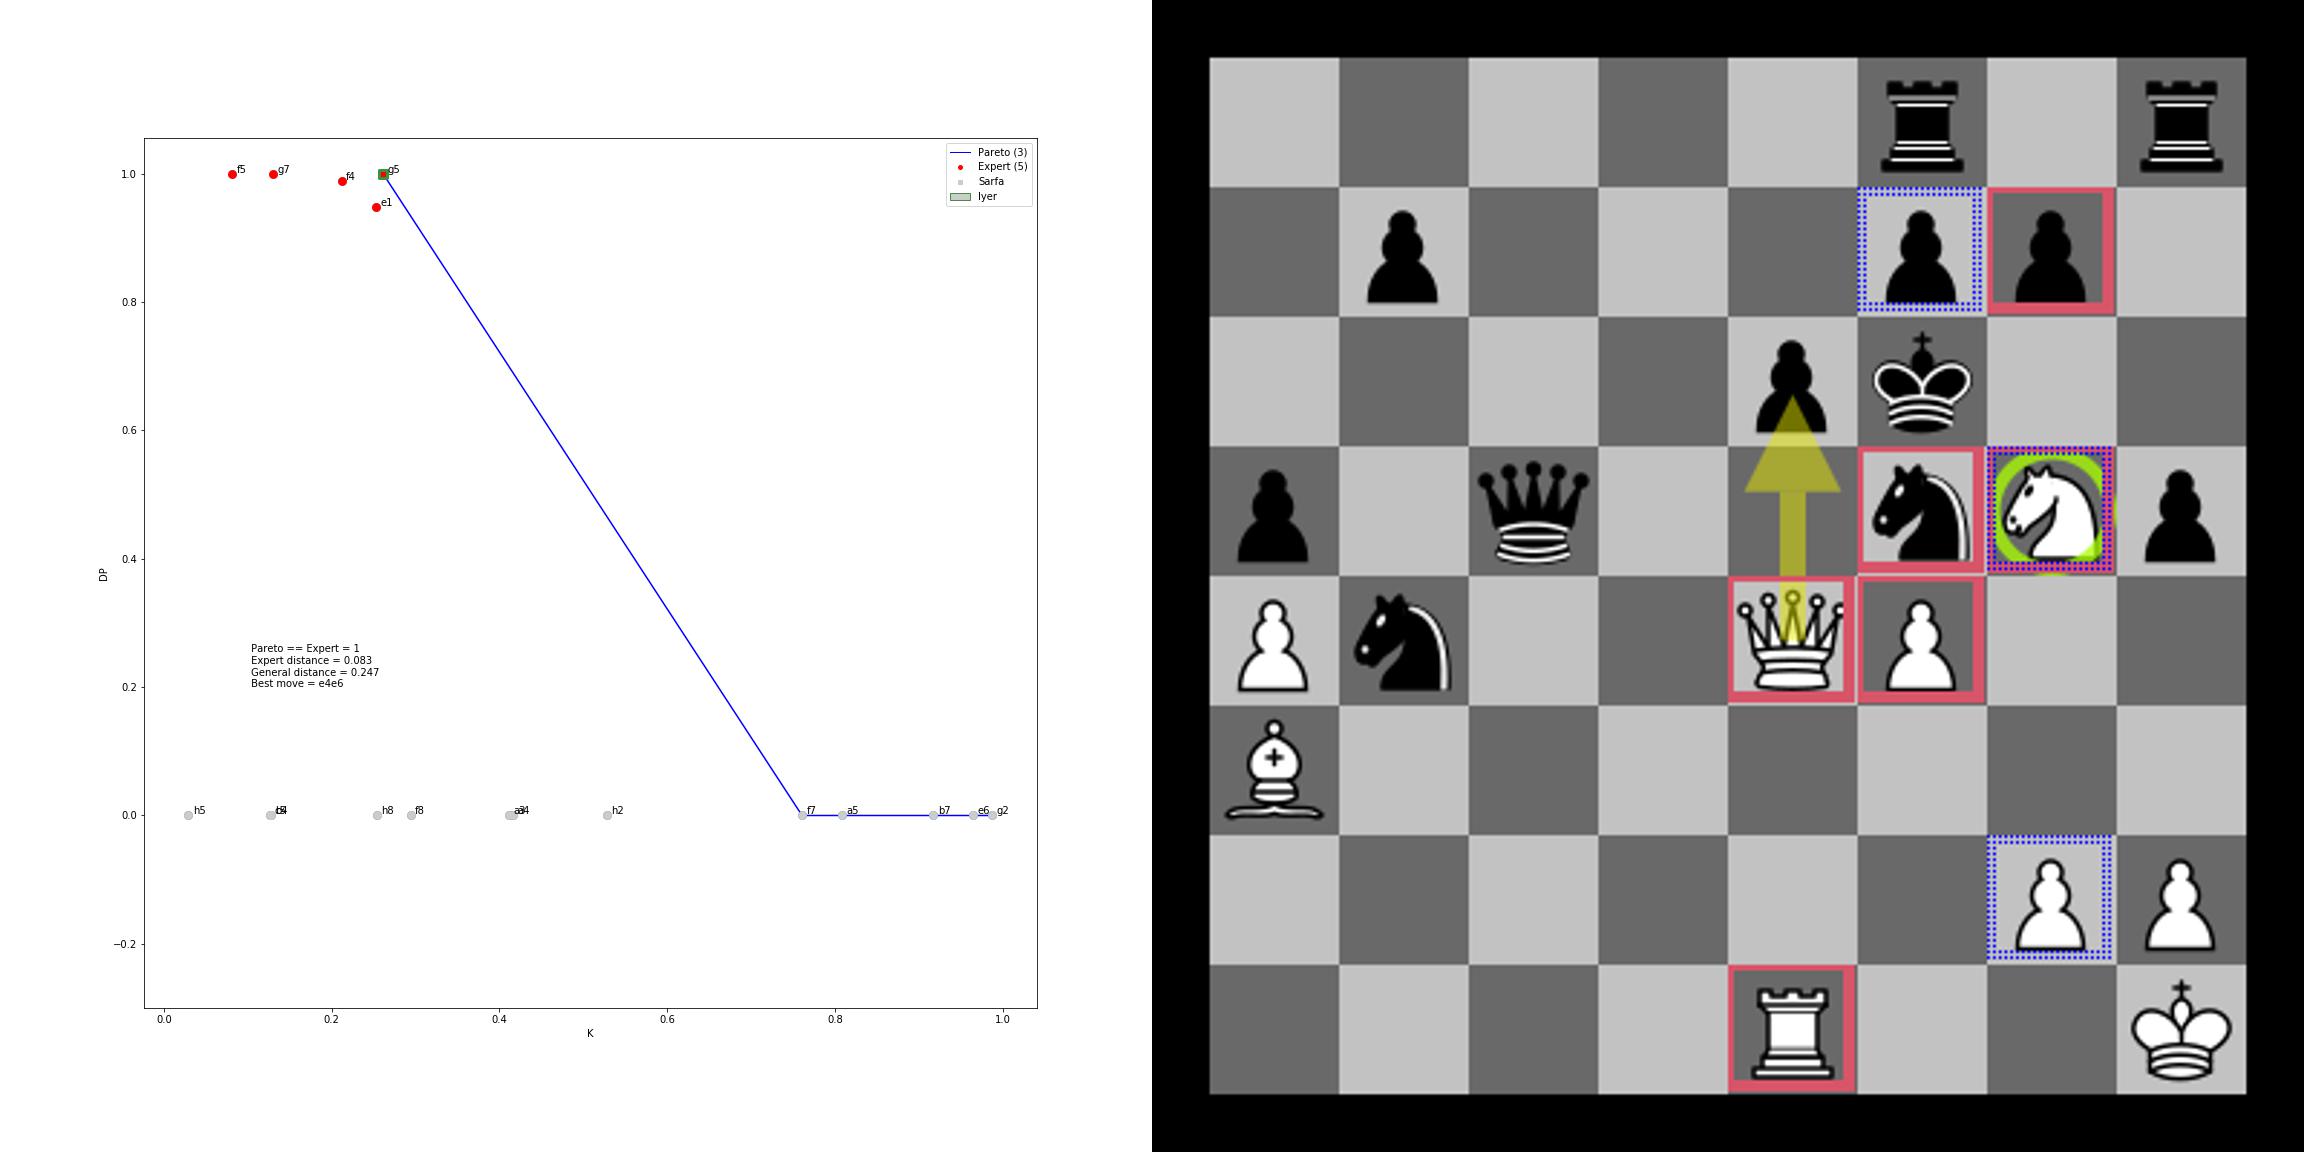 Pareto (3)
Expert (5)
Sarfa
Iyer
f5
g7
f4
g5
e1
1.0
0.8
0.6
0.4
0.2
0.0
−0.2
DP
Pareto == Expert = 1
Expert distance = 0.083
General distance = 0.247
Best move = e4e6
h5
h8
f8
h2
f7
a5
b7
e6
g2
0.0
0.2
0.4
0.6
0.8
1.0
K